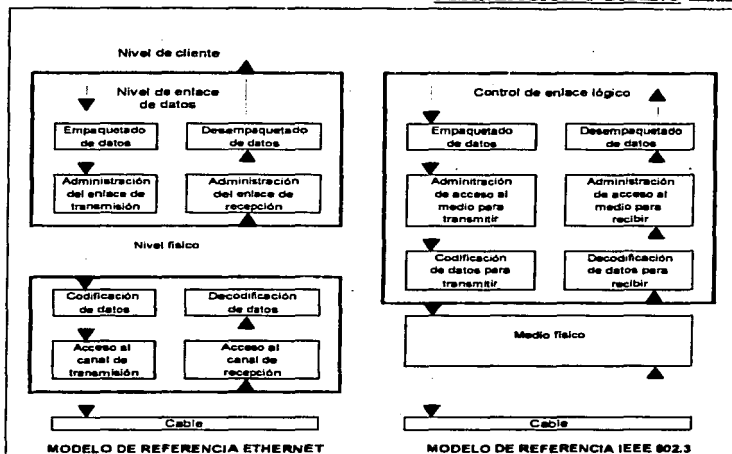 Nivel de cliente
Nivel de enlace
de datos
Empaquetado
de datos
Desempaquetado
de datos
Administración
del enlace de
transmisión
Administración
del enlace de
recepción
Nivel físico
Codificación
de datos
Decodificación
de datos
Acceso al
canal de
transmisión
Acceso al
canal de
recepción
Cable
MODELO DE REFERENCIA ETHERNET
Control de enlace lógico
Empaquetado
de datos
Desempaquetado
de datos
Adminitración
de acceso al
medio para
transmitir
Administración
de acceso al
medio para
recibir
Codificación
de datos para
transmitir
Decodificación
de datos para
recibir
Medio físico
Cable
MODELO DE REFERENCIA IEEE 802.3